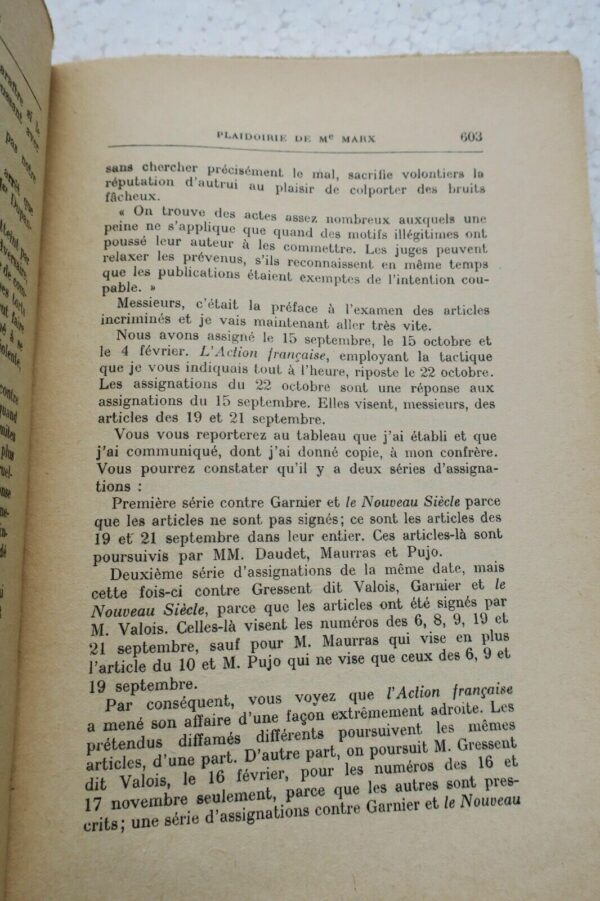 araître si la
pas notre
amie que
PLAIDOIRIE DE Me MARX 603
sans chercher précisément le mal, sacrifie volontiers la
réputation d'autrui au plaisir de colporter des bruits
fâcheux.
« On trouve des actes assez nombreux auxquels une
peine ne s'applique que quand des motifs illégitimes ont
poussé leur auteur à les commettre. Les juges peuvent
relaxer les prévenus, s'ils reconnaissent en même temps
que les publications étaient exemptes de l'intention cou-
pable. »
Messieurs, c'était la préface à l'examen des articles
incriminés et je vais maintenant aller très vite.
Nous avons assigné le 15 septembre, le 15 octobre et
le 4 février. L'Action française, employant la tactique
que je vous indiquais tout à l'heure, riposte le 22 octobre.
Les assignations du 22 octobre sont une réponse aux
assignations du 15 septembre. Elles visent, messieurs, des
articles des 19 et 21 septembre.
Vous vous reporterez au tableau que j'ai établi et que
j'ai communiqué, dont j'ai donné copie, à mon confrère.
Vous pourrez constater qu'il y a deux séries d'assigna-
tions :
Première série contre Garnier et le Nouveau Siècle parce
que les articles ne sont pas signés ; ce sont les articles des
19 et 21 septembre dans leur entier. Ces articles-là sont
poursuivis par MM. Daudet, Maurras et Pujo.
Deuxième série d'assignations de la même date, mais
cette fois-ci contre Gressent dit Valois, Garnier et le
Nouveau Siècle, parce que les articles ont été signés par
M. Valois. Celles-là visent les numéros des 6, 8, 9, 19 et
21 septembre, sauf pour M. Maurras qui vise en plus
l'article du 10 et M. Pujo qui ne vise que ceux des 6, 9 et
19 septembre.
Par conséquent, vous voyez que l'Action française
a mené son affaire d'une façon extrêmement adroite. Les
prétendus diffamés différents poursuivent les mêmes
articles, d'une part. D'autre part, on poursuit M. Gressent
dit Valois, le 16 février, pour les numéros des 16 et
17 novembre seulement, parce que les autres sont pres-
crits ; une série d'assignations contre Garnier et le Nouveau